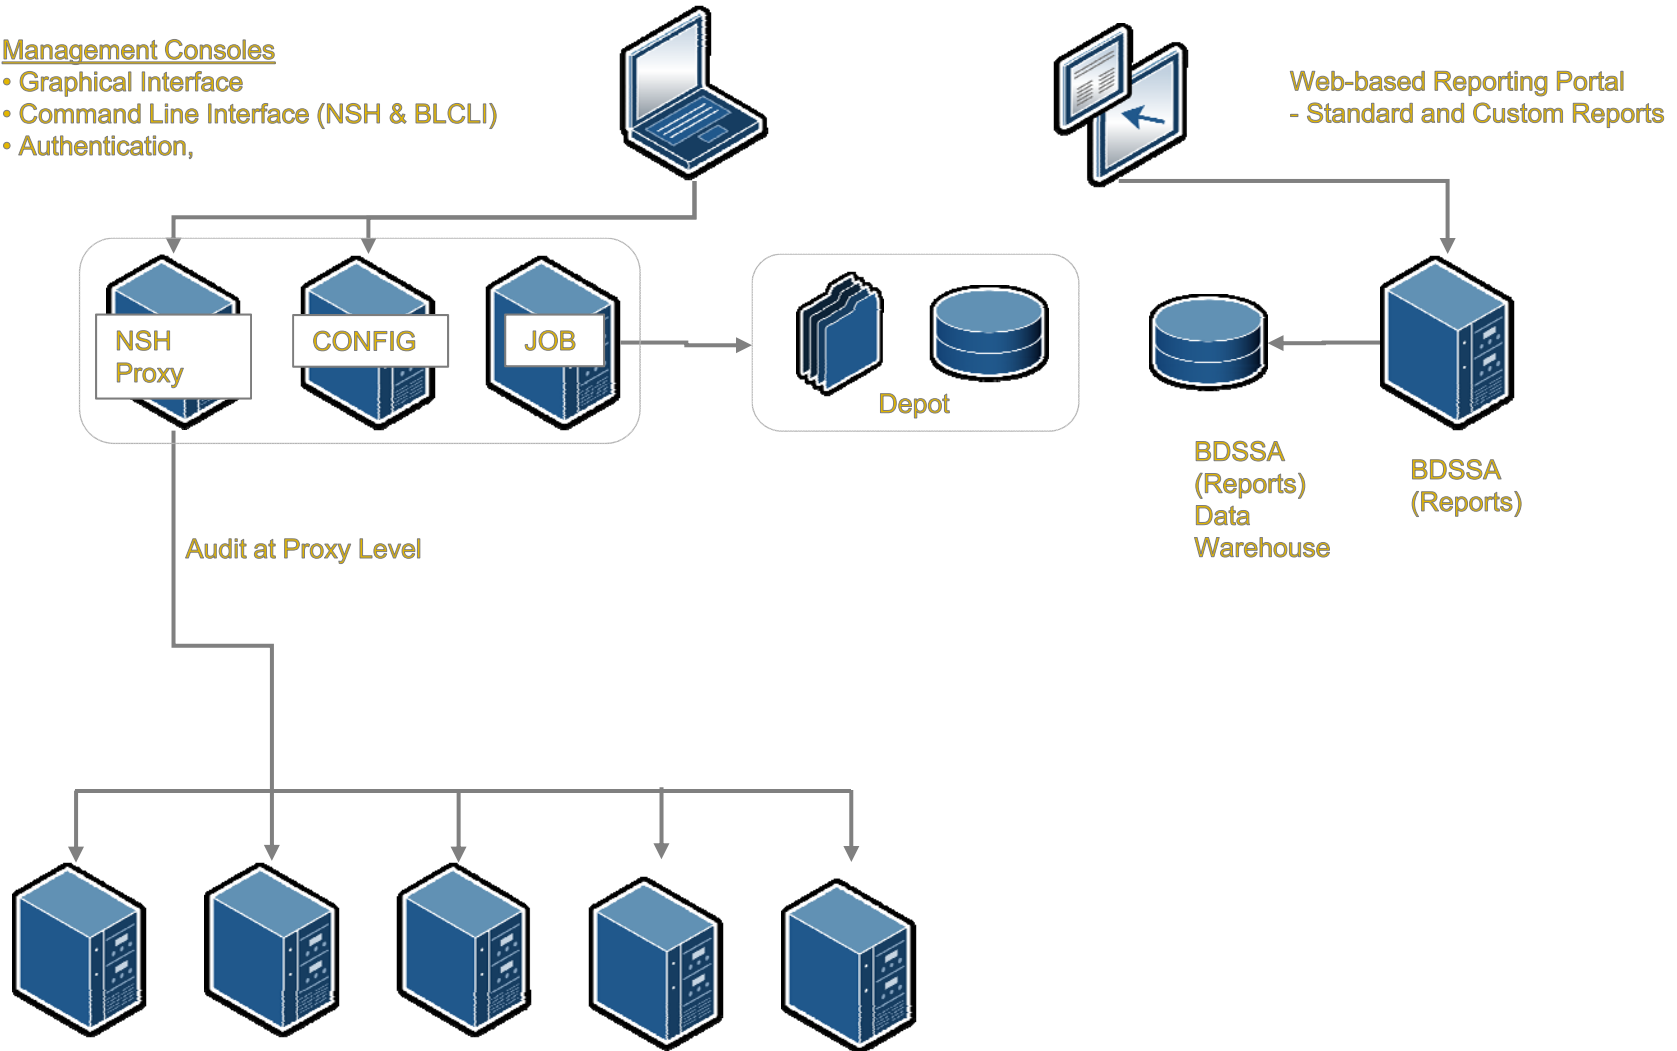 Management Consoles
• Graphical Interface
• Command Line Interface (NSH & BLCLI)
• Authentication,
Web-based Reporting Portal
- Standard and Custom Reports
NSH
Proxy
CONFIG
JOB
Depot
BDSSA
(Reports)
Data
Warehouse
BDSSA
(Reports)
Audit at Proxy Level